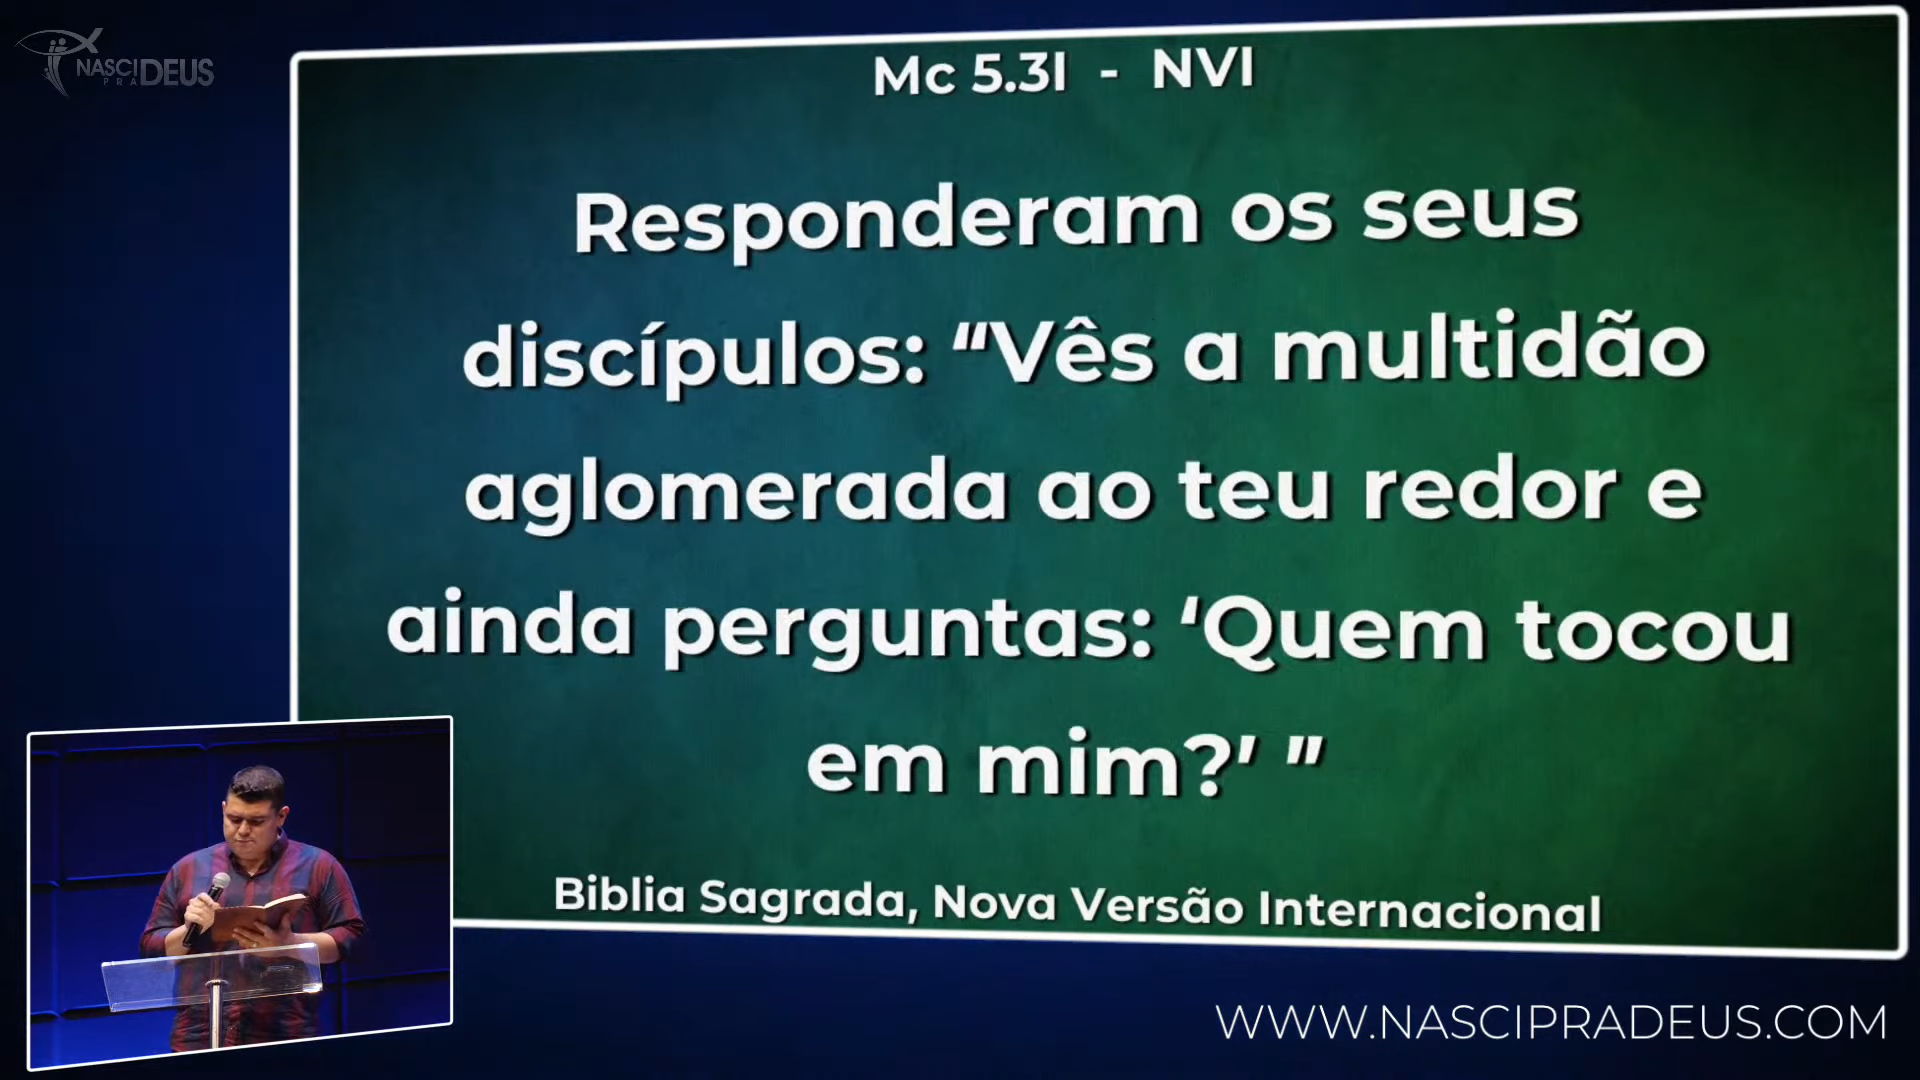 NASCI
PRA
DEUS
Mc 5.31 - NVI
Responderam os seus
discípulos: “Vês a multidão
aglomerada ao teu redor e
ainda perguntas: ‘Quem tocou
em mim?’ ”
Biblia Sagrada, Nova Versão Internacional
WWW.NASCIPRADEUS.COM